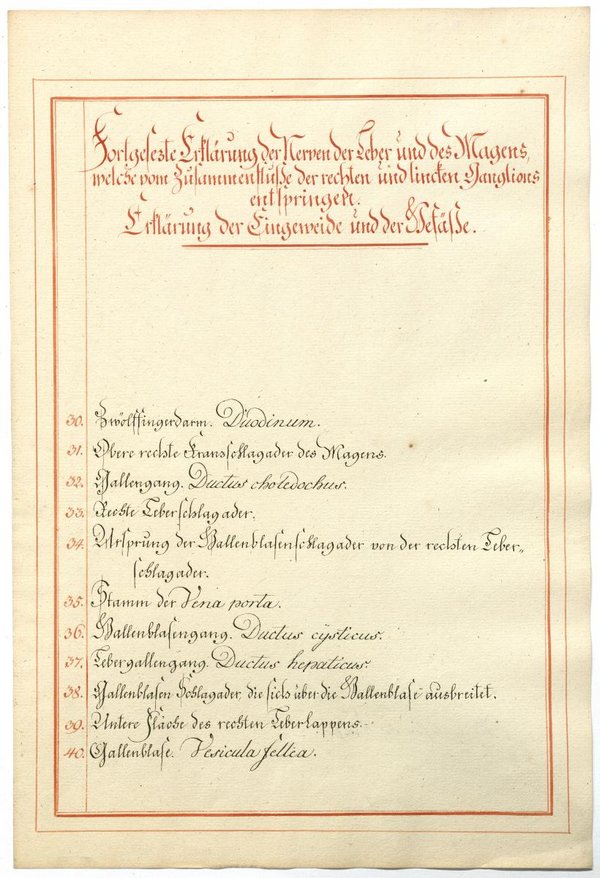 Fortgesezte Erklärung der Nerven der Leber und des Magens,
welche vom Zusammenfluße der rechten und lincken Ganglions
entspringen.
Erklärung der Eingeweide und der Gefäße.
30. Zwölffingerdarm. Duodinum.
31. Obere rechte Kranzschlagader des Magens.
32. Gallengang. Ductus choledochus.
33. Rechte Leberschlagader.
34. Ursprung der Gallenblasenschlagader von der rechten Leber„
schlagader.
35. Stamm der Vena porta.
36. Gallenblasengang. Ductus cÿsticus.
37. Lebergallengang. Ductus hepaticus.
38. Gallenblasen Schlagader, die sich über die Gallenblase ausbreitet.
39. Untere Fläche des rechten Leberlappens.
40. Gallenblase. Vesicula fellea.